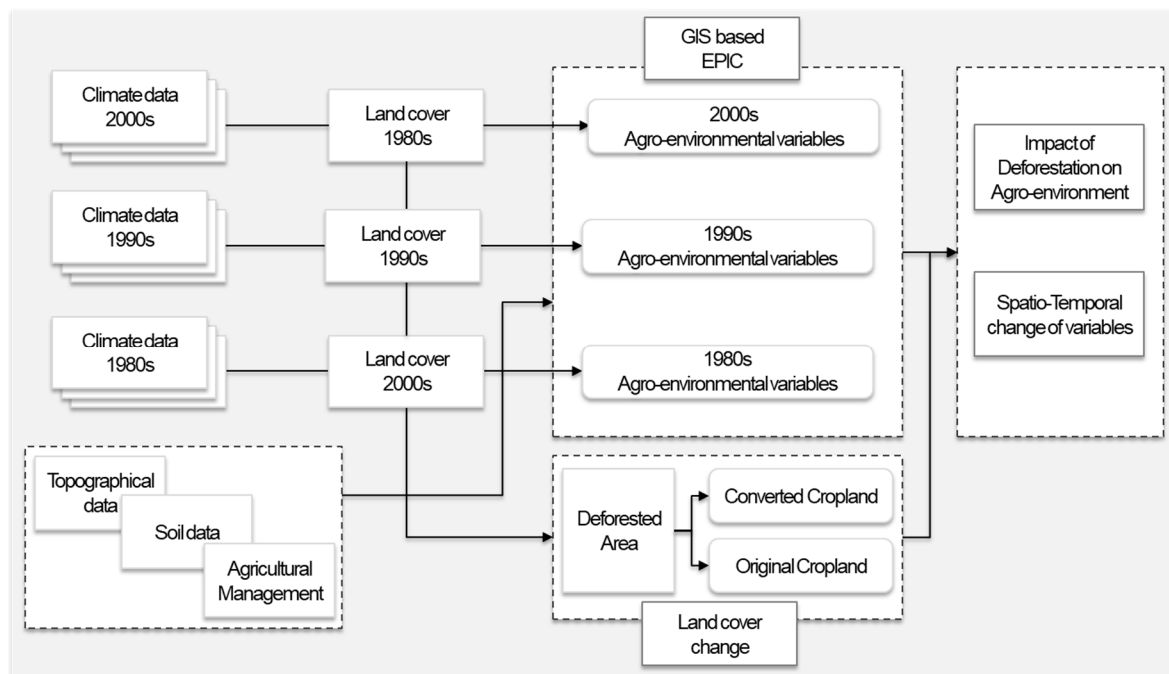 GIS based
EPIC
Climate data
2000s
Land cover
1980s
2000s
Agro-environmental variables
Impact of
Deforestation on
Agro-environment
Climate data
1990s
Land cover
1990s
1990s
Agro-environmental variables
Spatio-Temporal
change of variables
Climate data
1980s
Land cover
2000s
1980s
Agro-environmental variables
Topographical
data
Soil data
Agricultural
Management
Deforested
Area
Converted Cropland
Original Cropland
Land cover
change